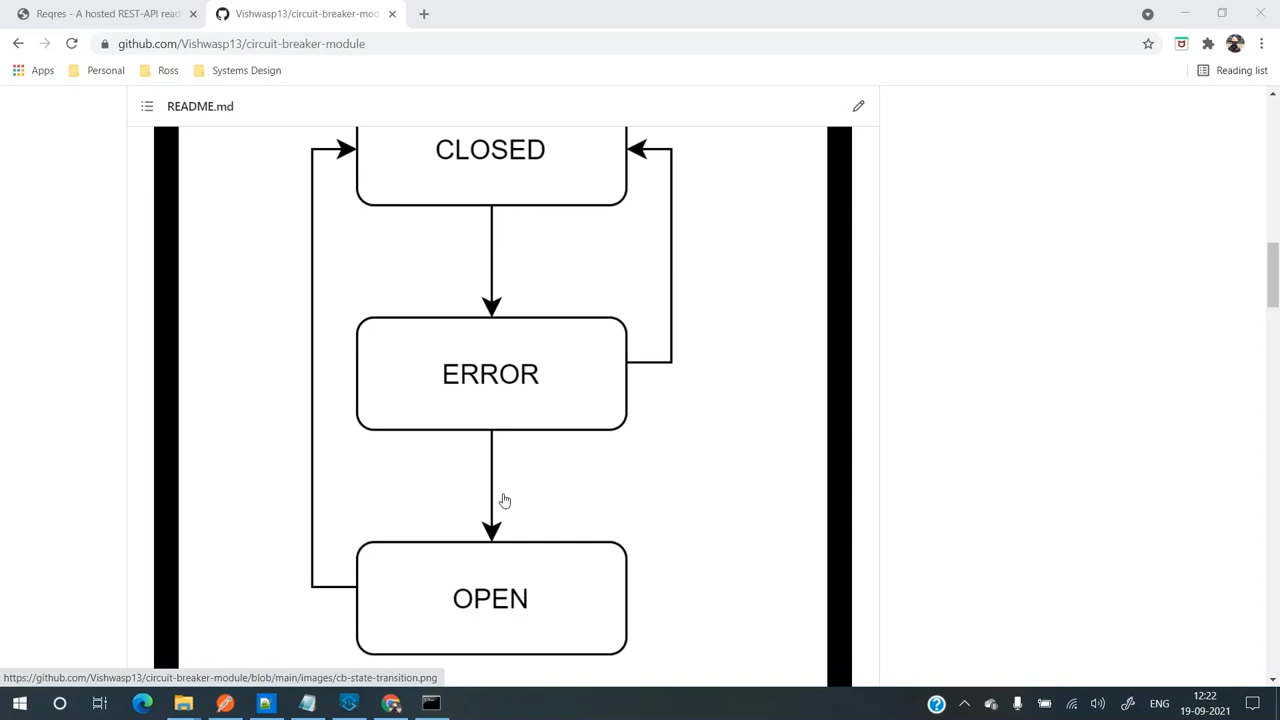 Reqres - A hosted REST-API read
Vishwasp13/circuit-breaker-mod
github.com/Vishwasp13/circuit-breaker-module
Apps
Personal
Ross
Systems Design
Reading list
README.md
CLOSED
ERROR
OPEN
https://github.com/Vishwasp13/circuit-breaker-module/blob/main/images/cb-state-transition.png
ENG
12:22
19-09-2021